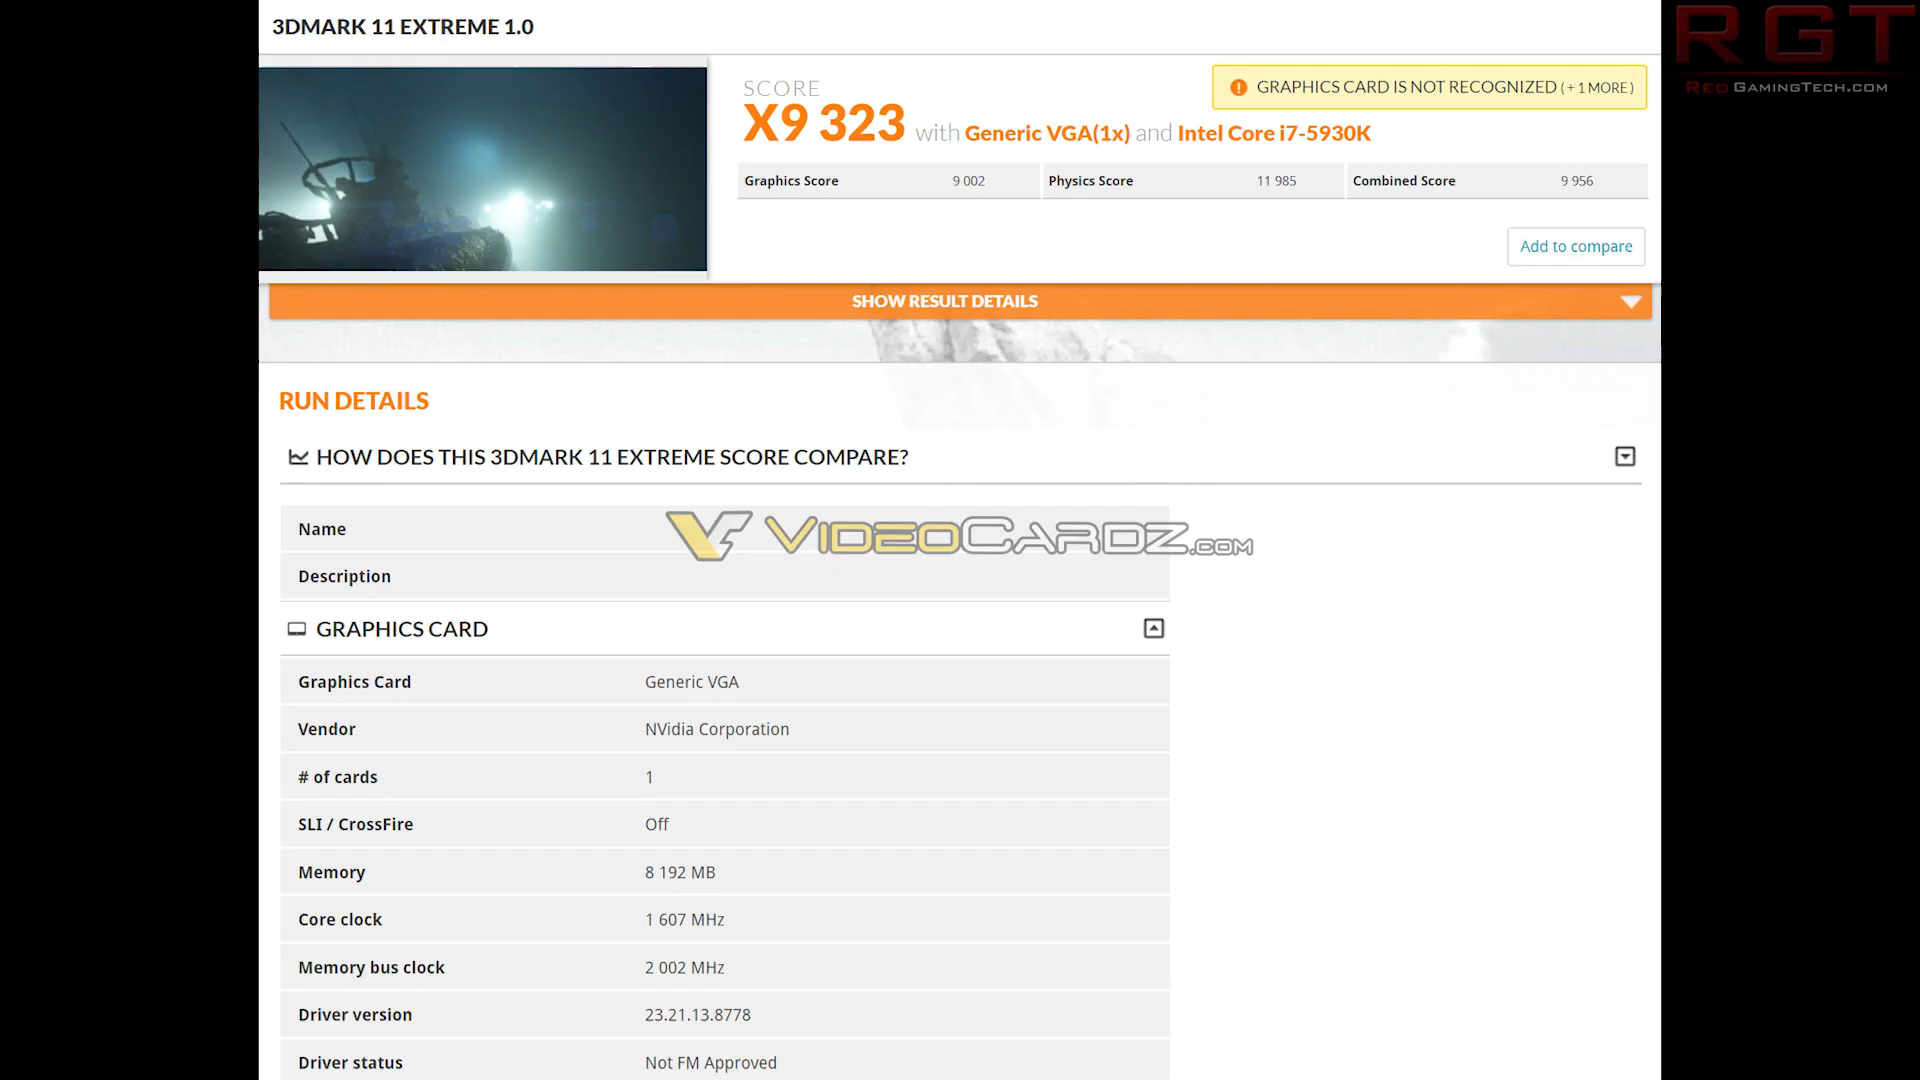 3DMARK 11 EXTREME 1.0
RGT
REDGAMINGTECH.COM
SCORE
GRAPHICS CARD IS NOT RECOGNIZED ( + 1 MORE )
X9 323 with Generic VGA(1x) and Intel Core i7-5930K
Graphics Score 9 002 Physics Score 11 985 Combined Score 9 956
Add to compare
SHOW RESULT DETAILS
RUN DETAILS
HOW DOES THIS 3DMARK 11 EXTREME SCORE COMPARE?
Name
VIDEOCARDZ.COM
Description
GRAPHICS CARD
Graphics Card Generic VGA
Vendor NVidia Corporation
# of cards 1
SLI / CrossFire Off
Memory 8 192 MB
Core clock 1 607 MHz
Memory bus clock 2 002 MHz
Driver version 23.21.13.8778
Driver status Not FM Approved